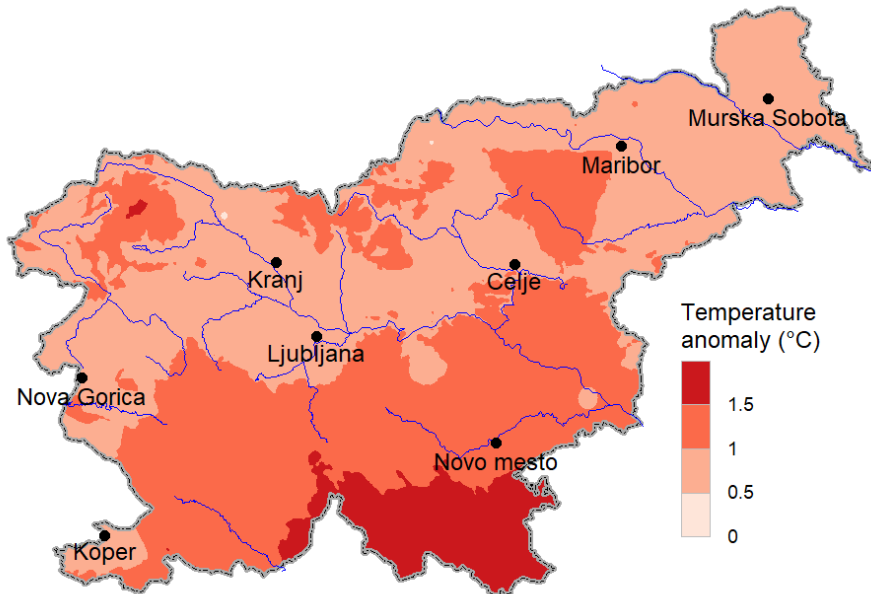 Murska Sobota
Maribor
Kranj
Celje
Ljubljana
Nova Gorica
Novo mesto
Koper
Temperature
anomaly (°C)
1.5
1
0.5
0